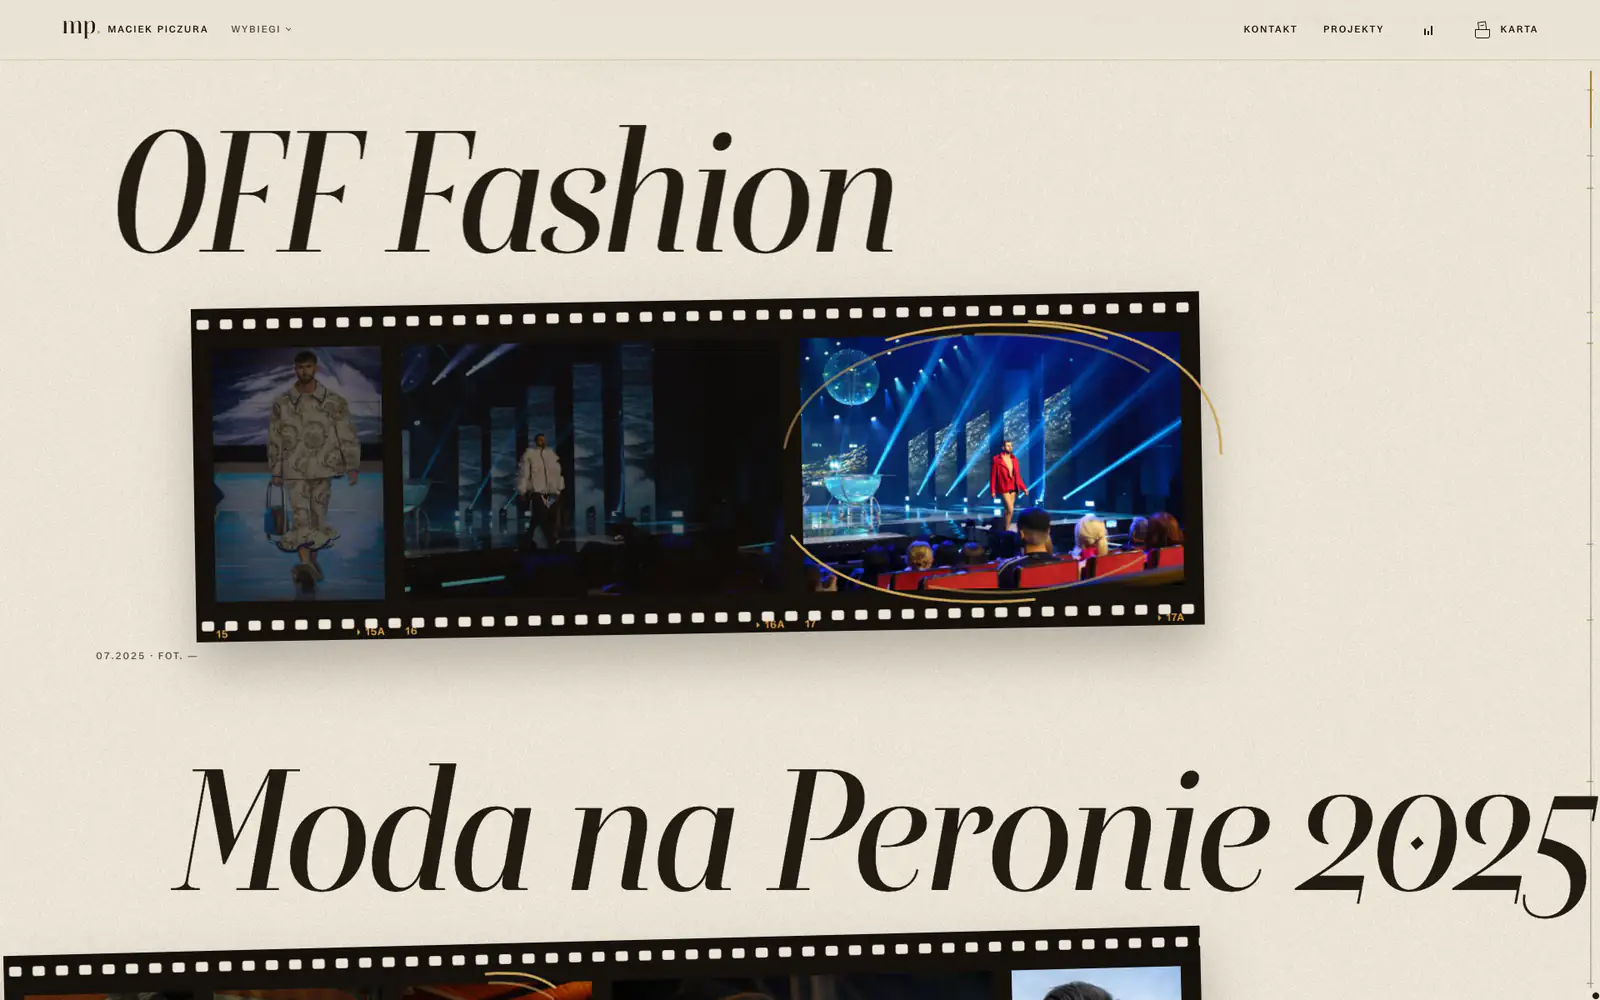 mp. MACIEK PICZURA WYBIEGI KONTAKT PROJEKTY KARTA
OFF Fashion
15 15A 16 16A 17 17A
07.2025 · FOT. —
Moda na Peronie 2025